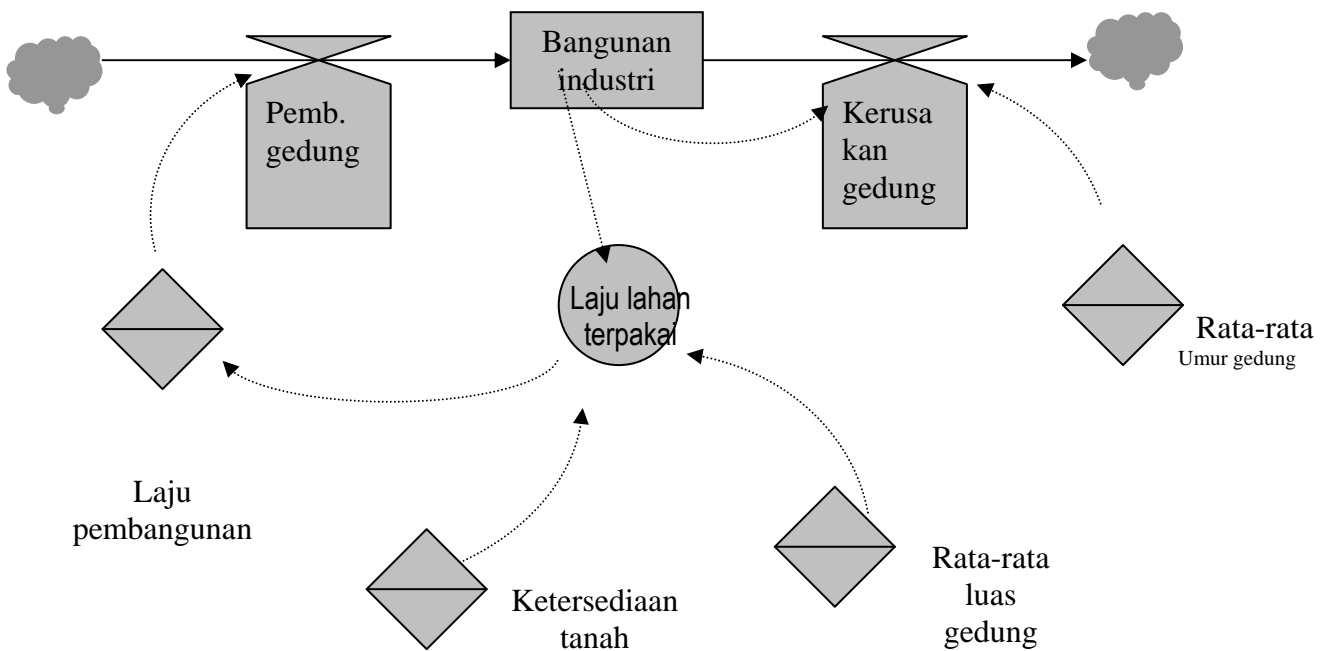 Bangunan
industri
Pemb.
gedung
Kerusa
kan
gedung
Laju lahan
terpakai
Rata-rata
Umur gedung
Laju
pembangunan
Ketersediaan
tanah
Rata-rata
luas
gedung